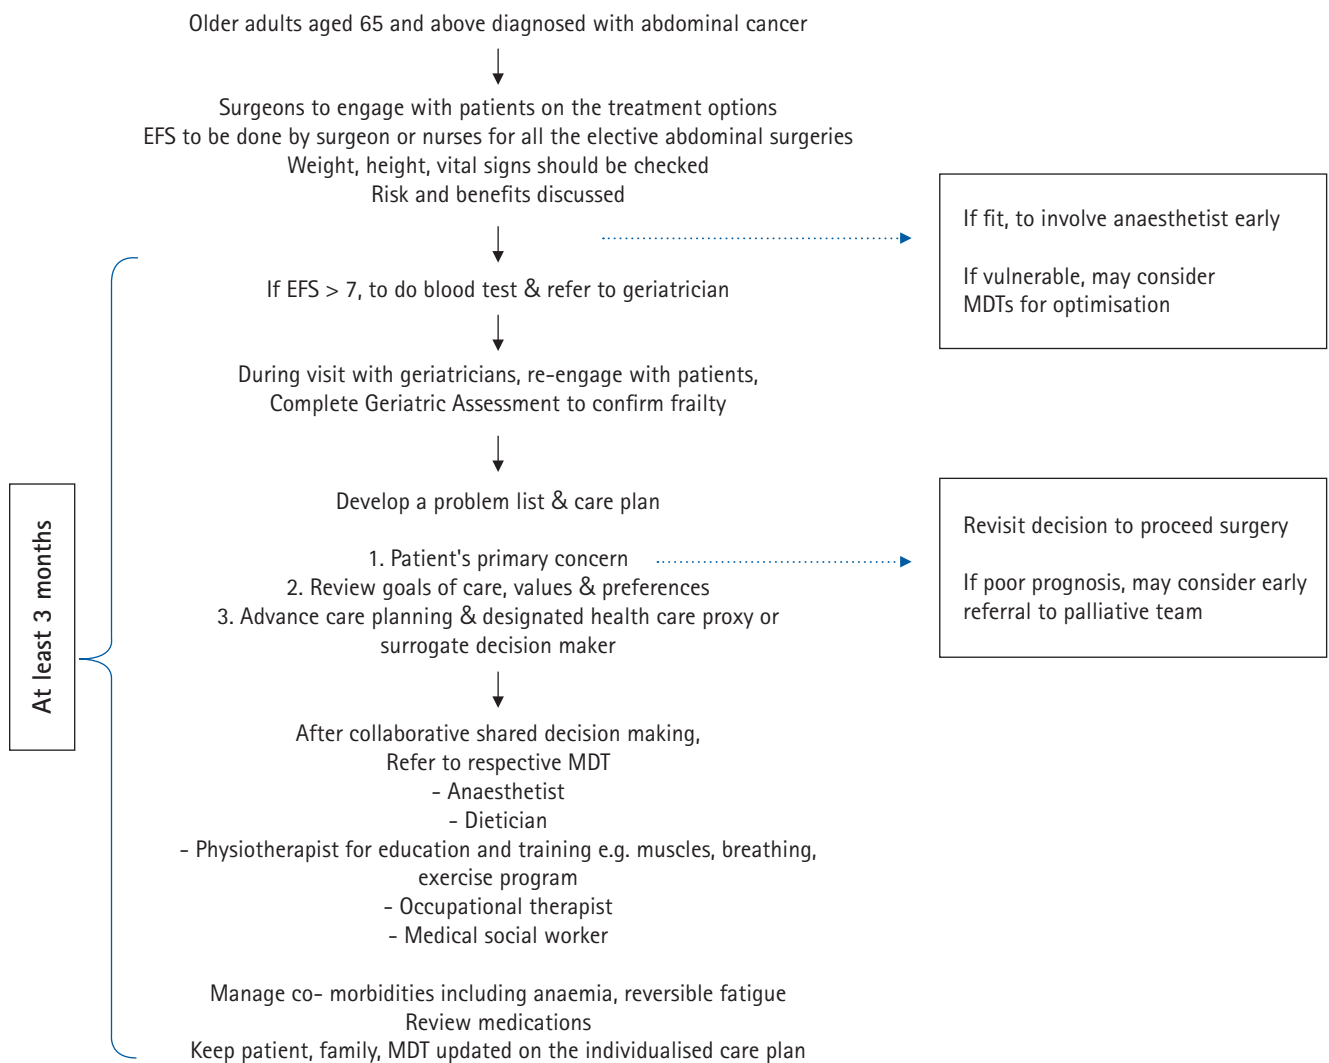 Older adults aged 65 and above diagnosed with abdominal cancer
Surgeons to engage with patients on the treatment options
EFS to be done by surgeon or nurses for all the elective abdominal surgeries
Weight, height, vital signs should be checked
Risk and benefits discussed
If fit, to involve anaesthetist early
If vulnerable, may consider
MDTs for optimisation
If EFS > 7, to do blood test & refer to geriatrician
During visit with geriatricians, re-engage with patients,
Complete Geriatric Assessment to confirm frailty
Develop a problem list & care plan
1. Patient's primary concern
2. Review goals of care, values & preferences
3. Advance care planning & designated health care proxy or
surrogate decision maker
Revisit decision to proceed surgery
If poor prognosis, may consider early
referral to palliative team
At least 3 months
After collaborative shared decision making,
Refer to respective MDT
- Anaesthetist
- Dietician
- Physiotherapist for education and training e.g. muscles, breathing,
exercise program
- Occupational therapist
- Medical social worker
Manage co- morbidities including anaemia, reversible fatigue
Review medications
Keep patient, family, MDT updated on the individualised care plan